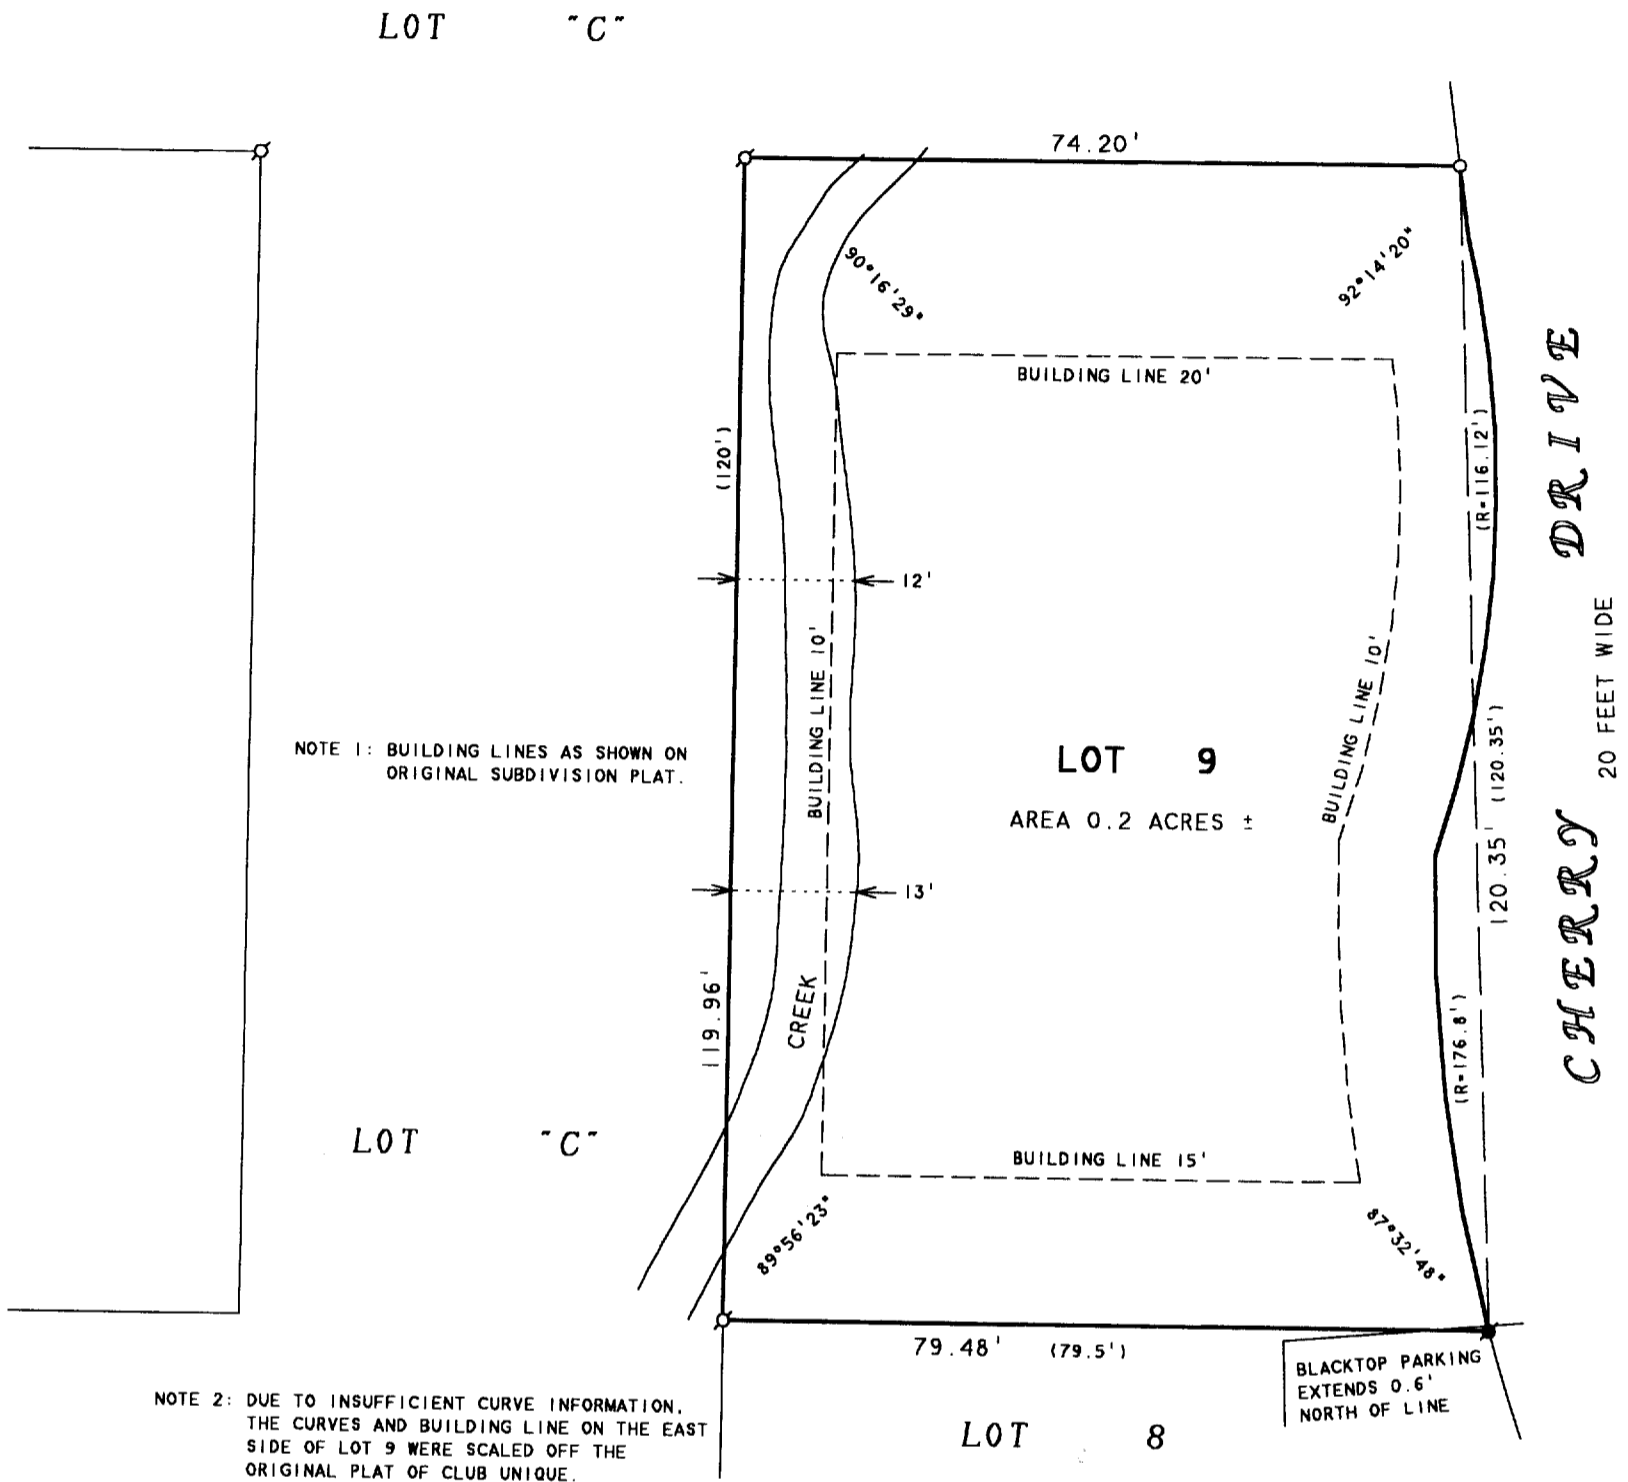 LOT "C"
74.20'
90°16'29"
92°14'20"
BUILDING LINE 20'
(120')
(R=116.12')
CHERRY DRIVE
20 FEET WIDE
12'
BUILDING LINE 10'
BUILDING LINE 10'
NOTE 1: BUILDING LINES AS SHOWN ON
ORIGINAL SUBDIVISION PLAT.
LOT 9
AREA 0.2 ACRES ±
120.35' (120.35')
13'
119.96'
CREEK
(R=176.8')
LOT "C"
BUILDING LINE 15'
89°56'23"
87°32'48"
79.48' (79.5')
BLACKTOP PARKING
EXTENDS 0.6'
NORTH OF LINE
NOTE 2: DUE TO INSUFFICIENT CURVE INFORMATION,
THE CURVES AND BUILDING LINE ON THE EAST
SIDE OF LOT 9 WERE SCALED OFF THE
ORIGINAL PLAT OF CLUB UNIQUE.
LOT 8